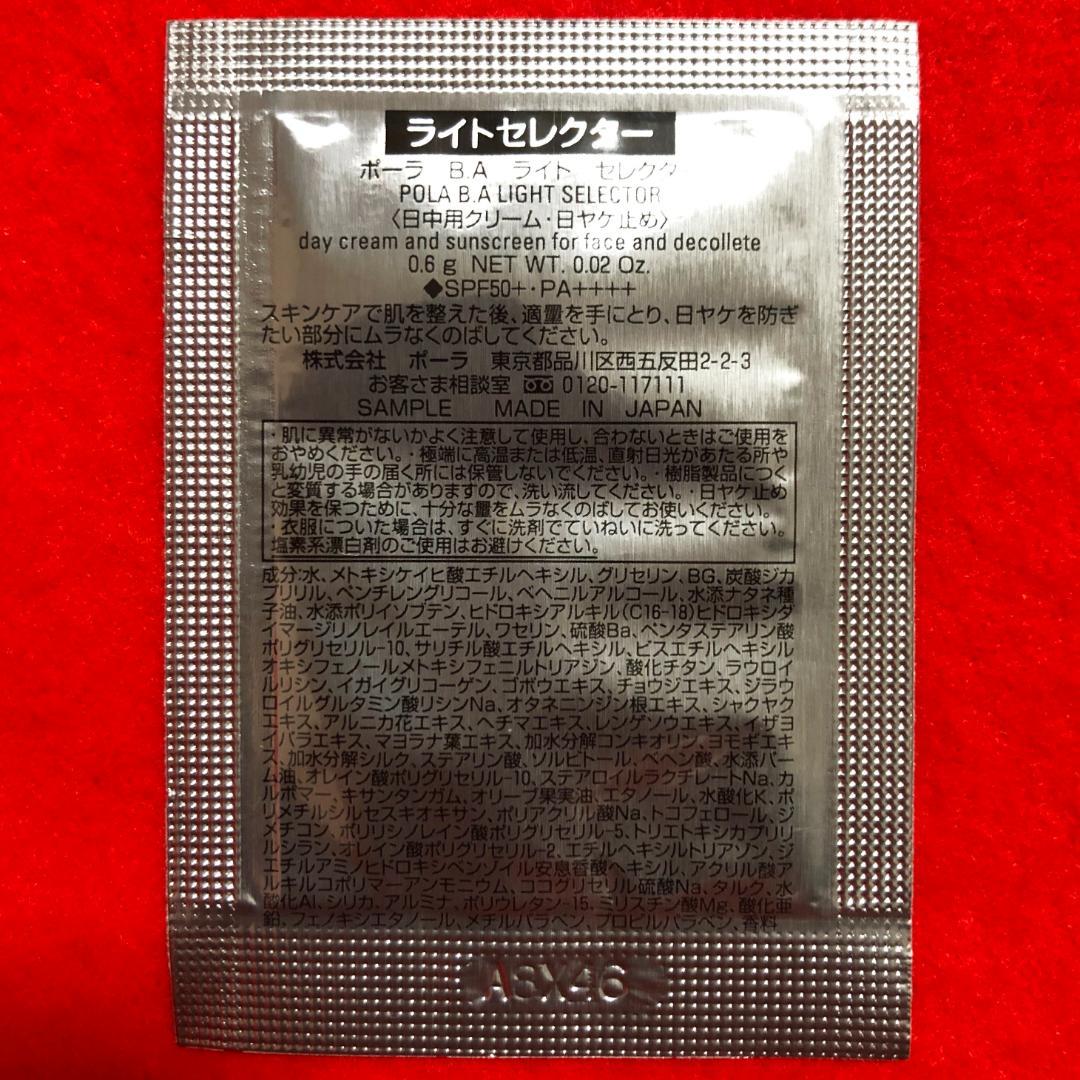 ライトセレクター
ポーラ B.A ライト セレクタ
POLA B.A LIGHT SELECTOR
〈日中用クリーム・日ヤケ止め〉
day cream and sunscreen for face and decollete
0.6 g NET WT. 0.02 Oz.
◆SPF50+・PA++++
スキンケアで肌を整えた後、適量を手にとり、日ヤケを防ぎ
たい部分にムラなくのばしてください。
株式会社 ポーラ 東京都品川区西五反田2-2-3
お客さま相談室 0120-117111
SAMPLE MADE IN JAPAN
・肌に異常がないかよく注意して使用し、合わないときはご使用を
おやめください。・極端に高温または低温、直射日光があたる所や
乳幼児の手の届く所には保管しないでください。・樹脂製品につく
と変質する場合がありますので、洗い流してください。・日ヤケ止め
効果を保つために、十分な量をムラなくのばしてお使いください。
・衣服についた場合は、すぐに洗剤でていねいに洗ってください。
塩素系漂白剤のご使用はお避けください。
成分:水、メトキシケイヒ酸エチルヘキシル、グリセリン、BG、炭酸ジカ
プリリル、ペンチレングリコール、ベヘニルアルコール、水添ナタネ種
子油、水添ポリイソブテン、ヒドロキシアルキル(C16-18)ヒドロキシダ
イマージリノレイルエーテル、ワセリン、硫酸Ba、ペンタステアリン酸
ポリグリセリル-10、サリチル酸エチルヘキシル、ビスエチルヘキシル
オキシフェノールメトキシフェニルトリアジン、酸化チタン、ラウロイ
ルリシン、イガイグリコーゲン、ゴボウエキス、チョウジエキス、ジラウ
ロイルグルタミン酸リシンNa、オタネニンジン根エキス、シャクヤク
エキス、アルニカ花エキス、ヘチマエキス、レンゲソウエキス、イザヨ
イバラエキス、マヨラナ葉エキス、加水分解コンキオリン、ヨモギエキ
ス、加水分解シルク、ステアリン酸、ソルビトール、ベヘン酸、水添パー
ム油、オレイン酸ポリグリセリル-10、ステアロイルラクチレートNa、カ
ルボマー、キサンタンガム、オリーブ果実油、エタノール、水酸化K、ポ
リメチルシルセスキオキサン、ポリアクリル酸Na、トコフェロール、ジ
メチコン、ポリリシノレイン酸ポリグリセリル-5、トリエトキシカプリリ
ルシラン、オレイン酸ポリグリセリル-2、エチルヘキシルトリアゾン、ジ
エチルアミノヒドロキシベンゾイル安息香酸ヘキシル、アクリル酸ア
ルキルコポリマーアンモニウム、ココグリセリル硫酸Na、タルク、水
酸化Al、シリカ、アルミナ、ポリウレタン-15、ミリスチン酸Mg、酸化亜
鉛、フェノキシエタノール、メチルパラベン、プロピルパラベン、香料
A8X46